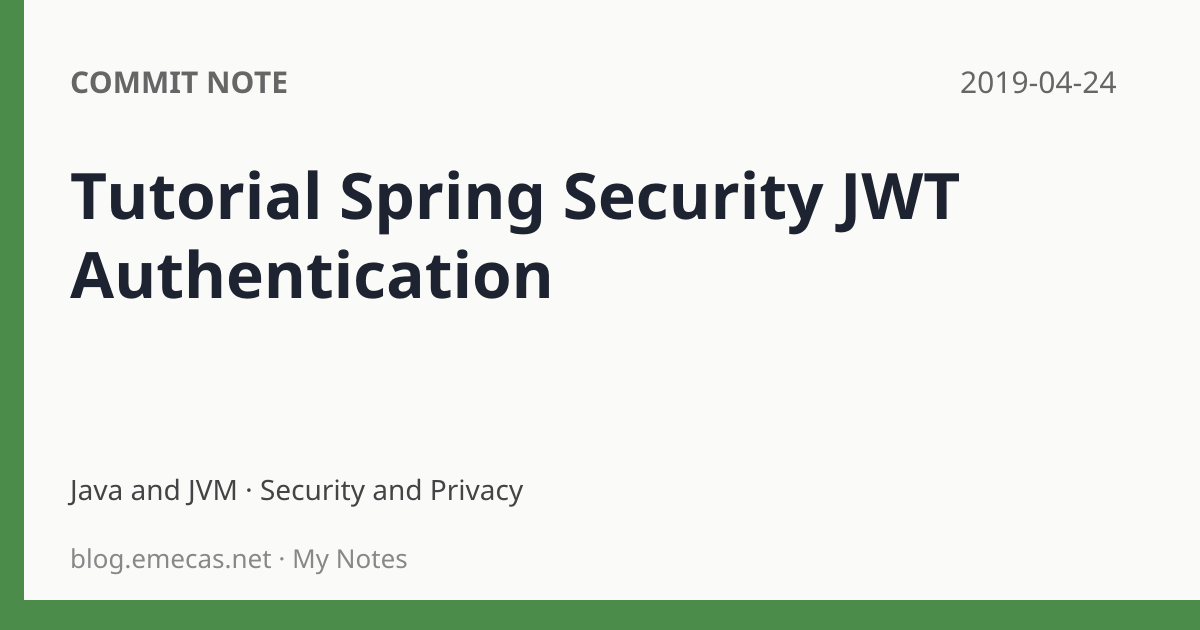 COMMIT NOTE
2019-04-24
Tutorial Spring Security JWT
Authentication
Java and JVM · Security and Privacy
blog.emecas.net · My Notes